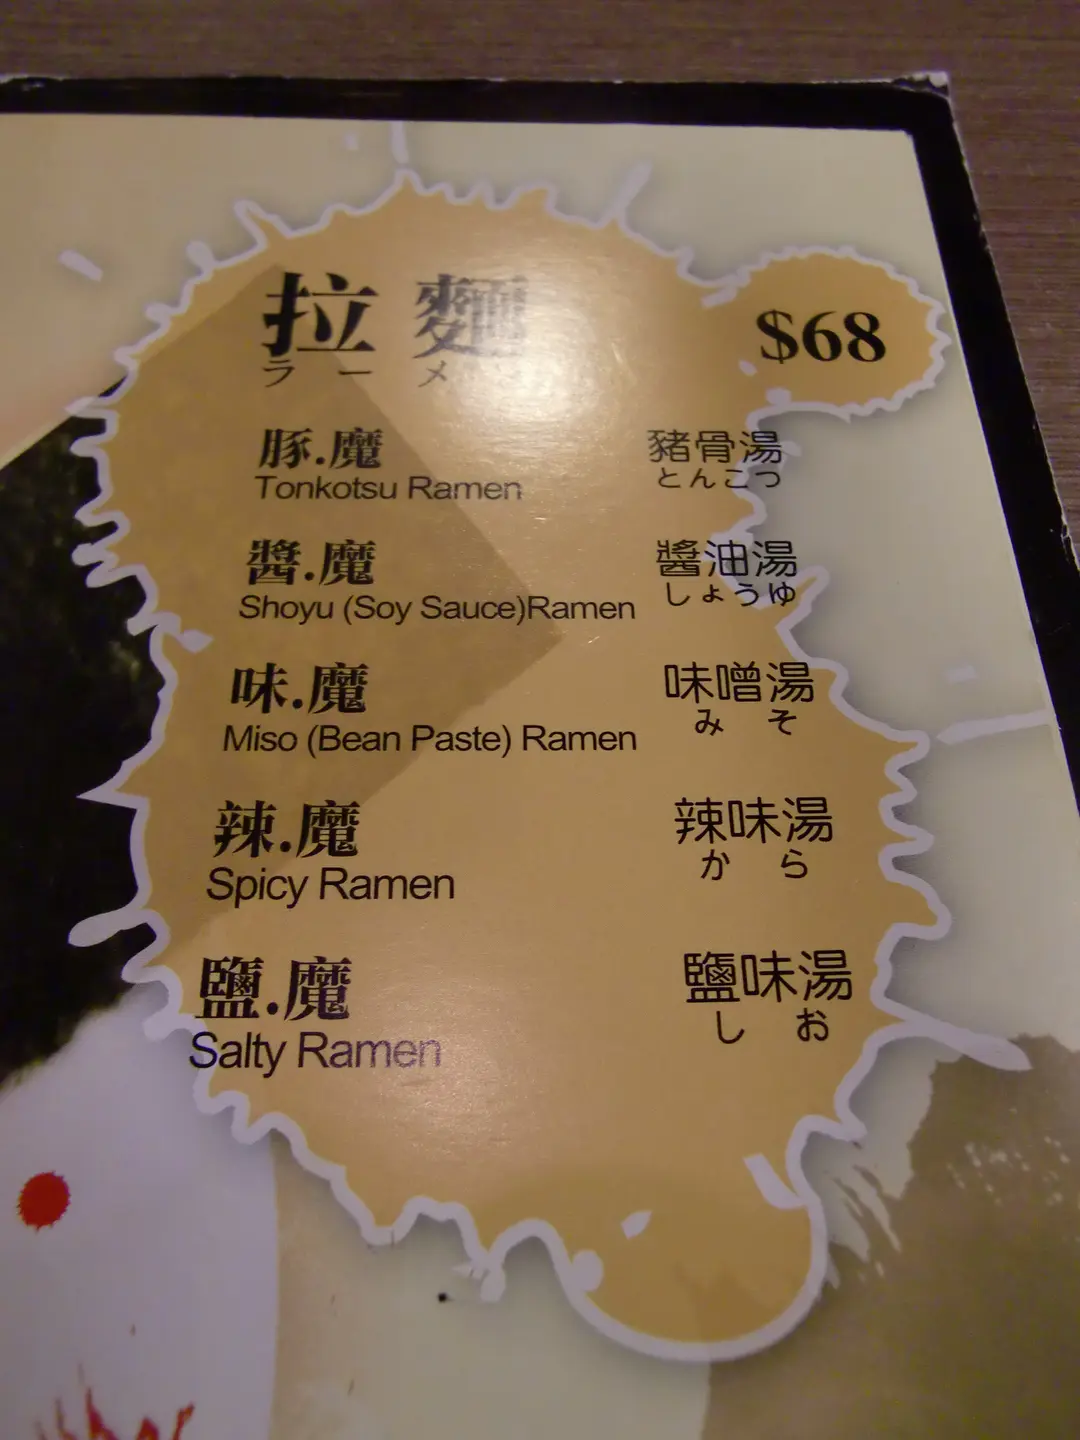 拉麵
ラーメ
$68
豚.魔
豬骨湯
Tonkotsu Ramen
とんこつ
醬.魔
醬油湯
Shoyu (Soy Sauce)Ramen
しょうゆ
味.魔
味噌湯
Miso (Bean Paste) Ramen
みそ
辣.魔
辣味湯
Spicy Ramen
から
鹽.魔
鹽味湯
Salty Ramen
しお